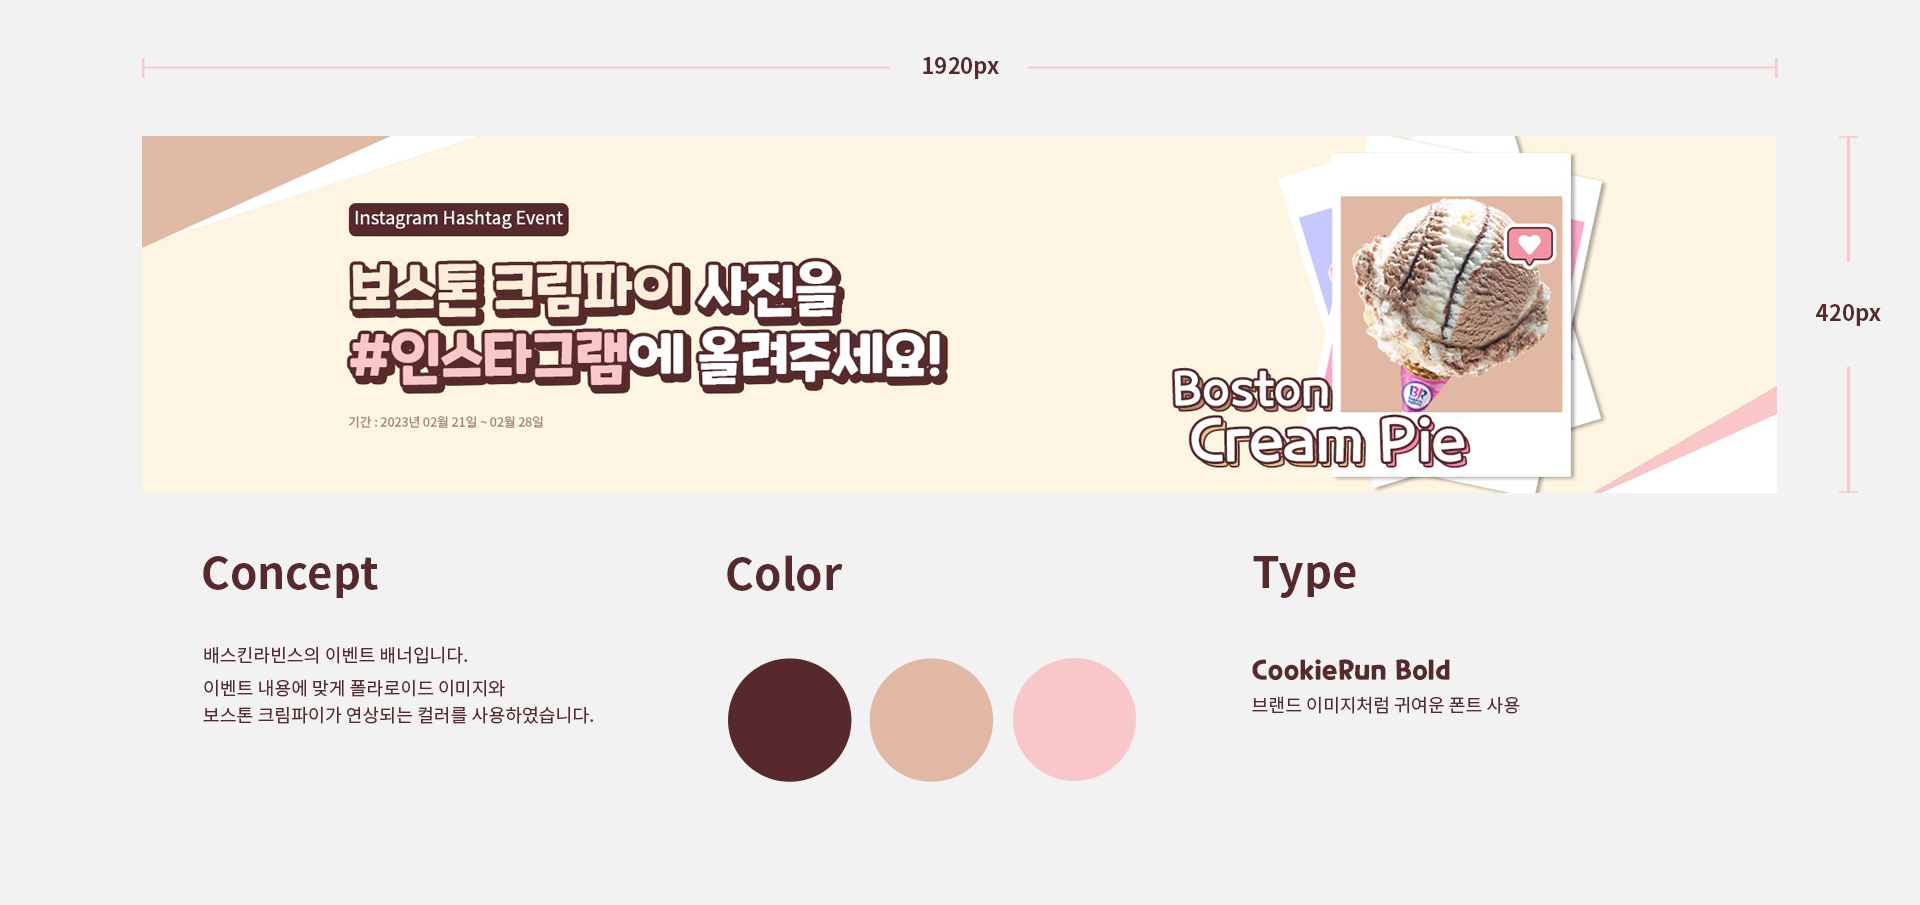 1920px
Instagram Hashtag Event
보스톤 크림파이 사진을
#인스타그램에 올려주세요!
기간 : 2023년 02월 21일 ~ 02월 28일
BR
Boston
Cream Pie
420px
Concept
배스킨라빈스의 이벤트 배너입니다.
이벤트 내용에 맞게 폴라로이드 이미지와
보스톤 크림파이가 연상되는 컬러를 사용하였습니다.
Color
Type
CookieRun Bold
브랜드 이미지처럼 귀여운 폰트 사용